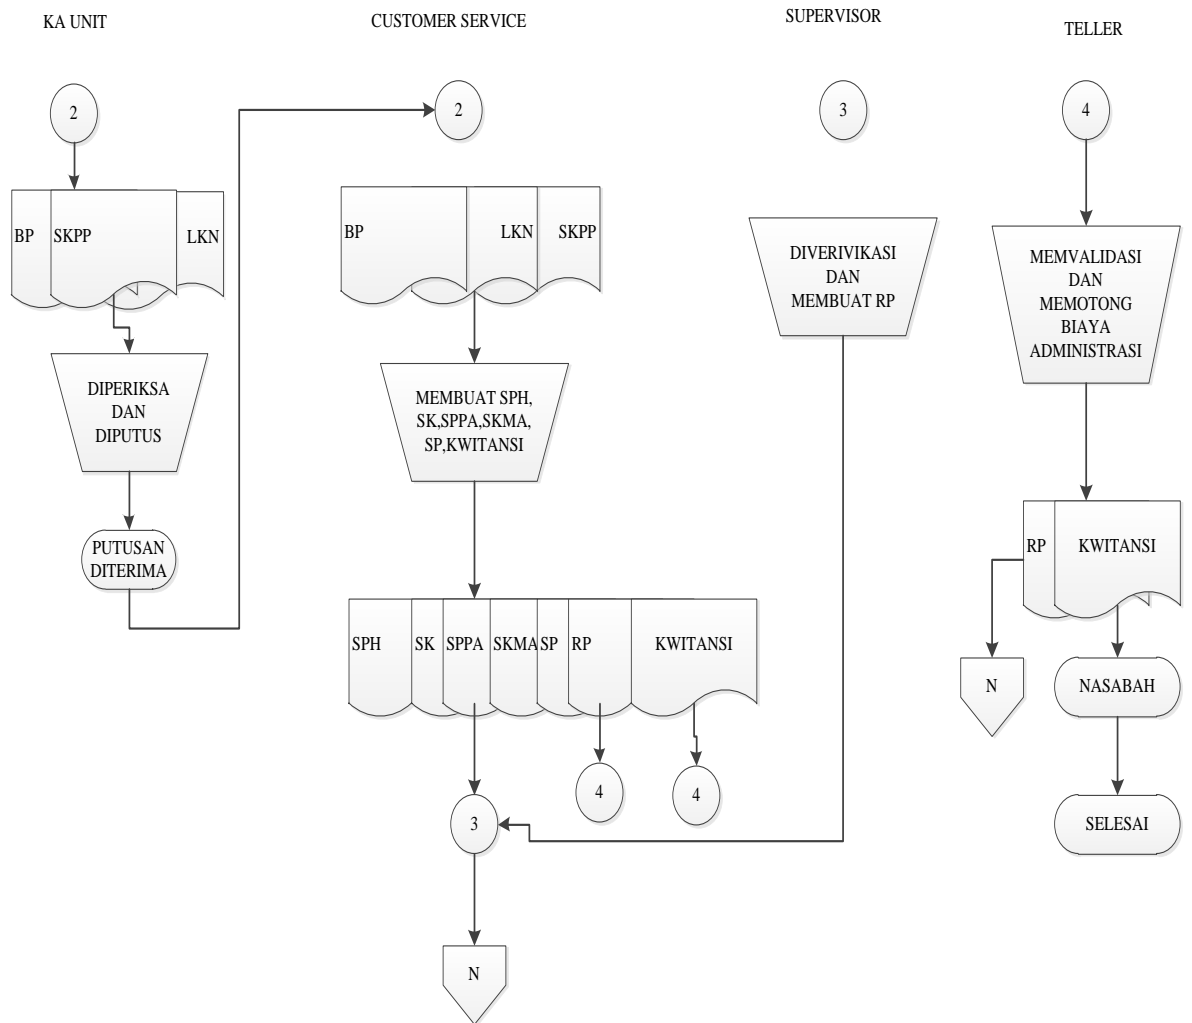 KA UNIT
CUSTOMER SERVICE
SUPERVISOR
TELLER
2
2
3
4
BP
SKPP
LKN
BP
LKN
SKPP
DIVERIVIKASI
DAN
MEMBUAT RP
MEMVALIDASI
DAN
MEMOTONG
BIAYA
ADMINISTRASI
DIPERIKSA
DAN
DIPUTUS
MEMBUAT SPH,
SK,SPPA,SKMA,
SP,KWITANSI
PUTUSAN
DITERIMA
RP
KWITANSI
SPH
SK
SPPA
SKMA
SP
RP
KWITANSI
N
NASABAH
4
4
3
SELESAI
N